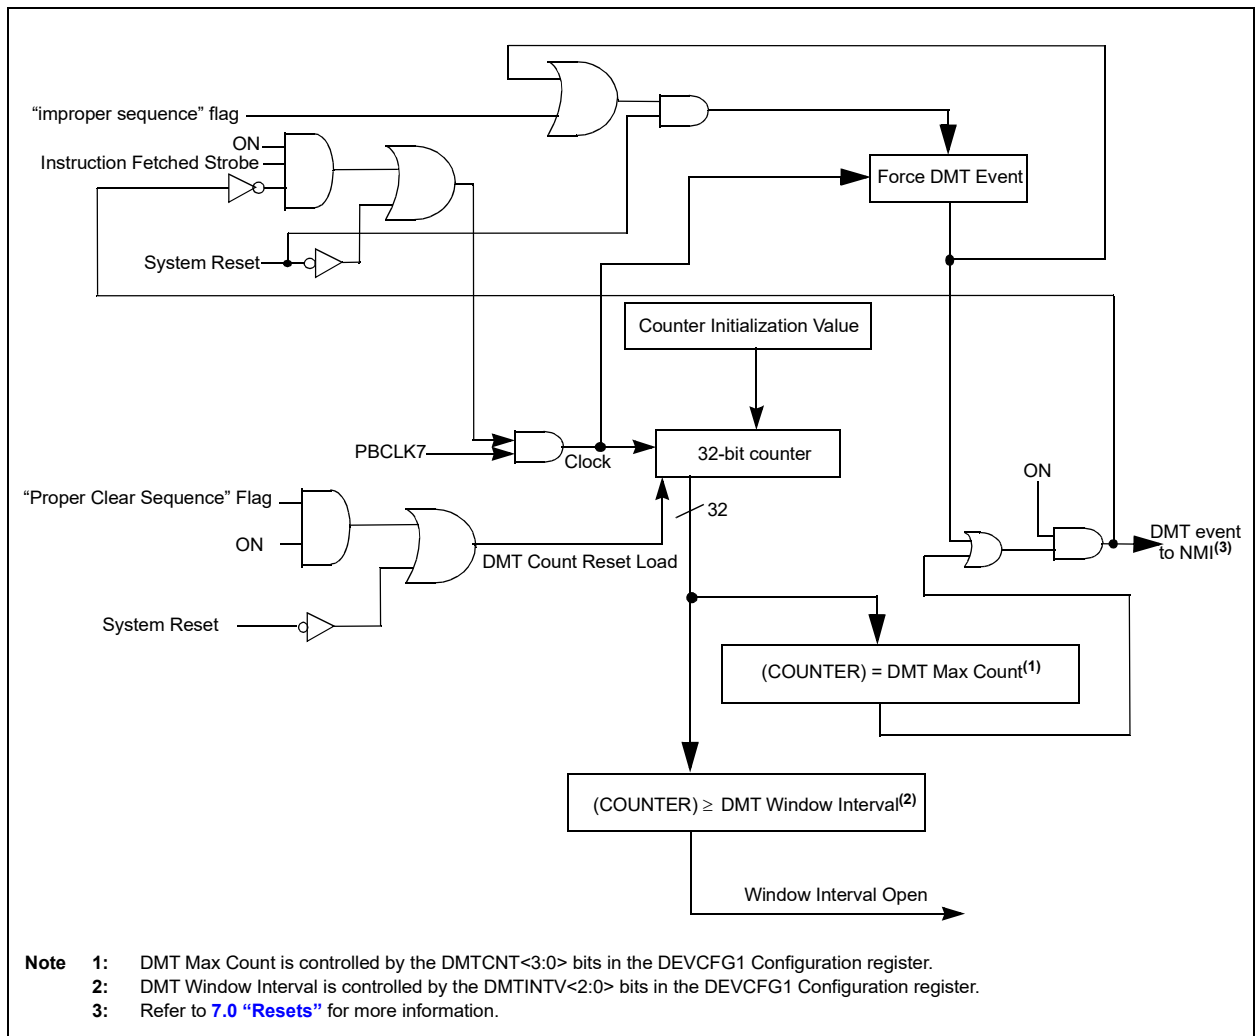 “improper sequence” flag
ON
Instruction Fetched Strobe
Force DMT Event
System Reset
Counter Initialization Value
PBCLK7
Clock
32-bit counter
“Proper Clear Sequence” Flag
ON
32
ON
DMT Count Reset Load
DMT event
to NMI(3)
System Reset
(COUNTER) = DMT Max Count(1)
(COUNTER) ≥ DMT Window Interval(2)
Window Interval Open
Note 1: DMT Max Count is controlled by the DMTCNT<3:0> bits in the DEVCFG1 Configuration register.
2: DMT Window Interval is controlled by the DMTINTV<2:0> bits in the DEVCFG1 Configuration register.
3: Refer to 7.0 “Resets” for more information.